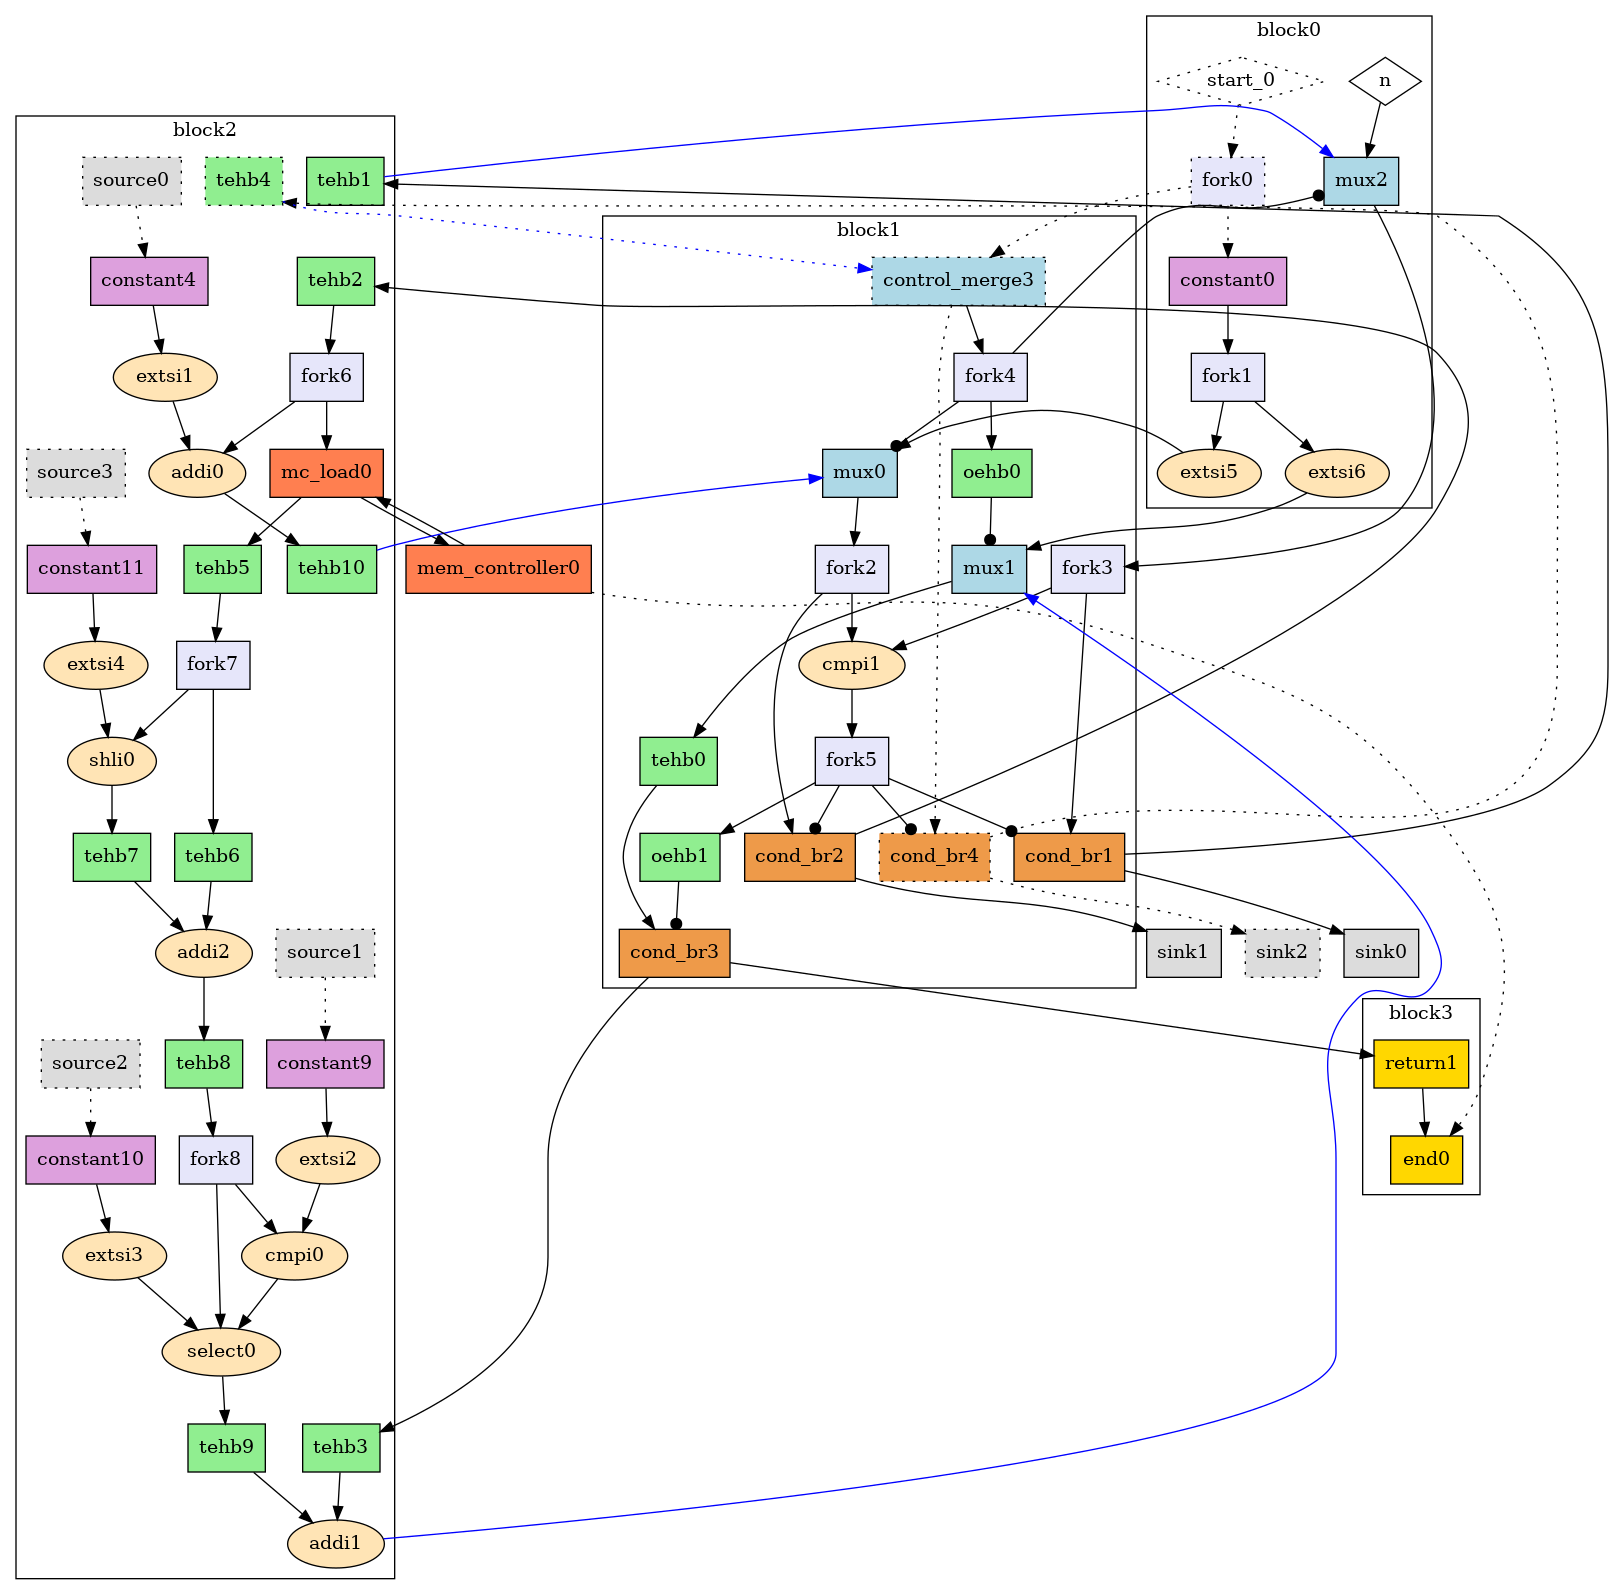 block0
start_0
n
block2
source0
tehb4
tehb1
fork0
mux2
block1
constant4
tehb2
control_merge3
constant0
extsi1
fork6
fork4
fork1
source3
addi0
mc_load0
mux0
oehb0
extsi5
extsi6
constant11
tehb5
tehb10
mem_controller0
fork2
mux1
fork3
extsi4
fork7
cmpi1
shli0
tehb0
fork5
tehb7
tehb6
oehb1
cond_br2
cond_br4
cond_br1
addi2
source1
cond_br3
sink1
sink2
sink0
block3
source2
tehb8
constant9
return1
constant10
fork8
extsi2
end0
extsi3
cmpi0
select0
tehb9
tehb3
addi1